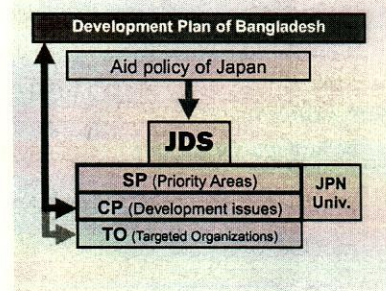 Development Plan of Bangladesh
Aid policy of Japan
JDS
SP (Priority Areas)
CP (Development issues)
TO (Targeted Organizations)
JPN
Univ.